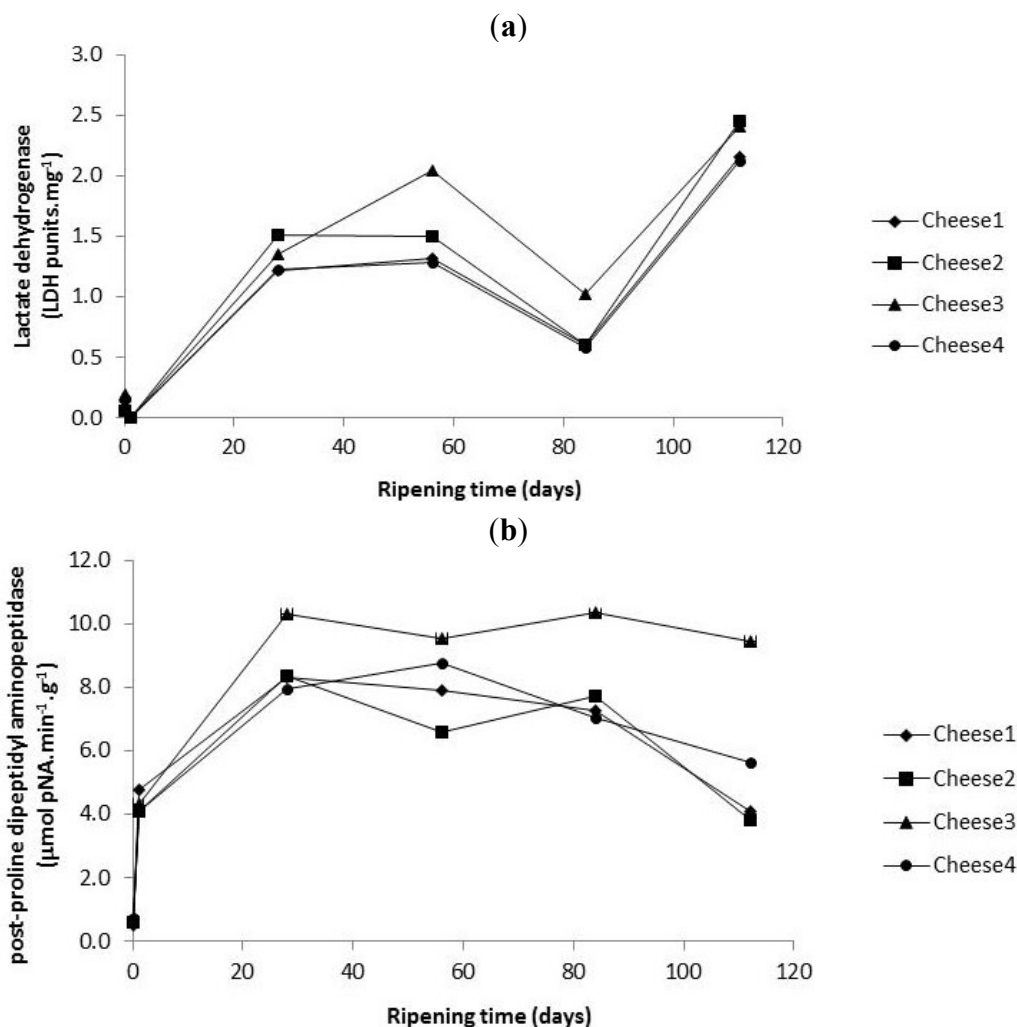 (a)
3.0
2.5
2.0
1.5
1.0
0.5
0.0
0
20
40
60
80
100
120
Lactate dehydrogenase
(LDH punits.mg⁻¹)
Ripening time (days)
Cheese1
Cheese2
Cheese3
Cheese4
(b)
12.0
10.0
8.0
6.0
4.0
2.0
0.0
0
20
40
60
80
100
120
post-proline dipeptidyl aminopeptidase
(µmol pNA.min⁻¹.g⁻¹)
Ripening time (days)
Cheese1
Cheese2
Cheese3
Cheese4